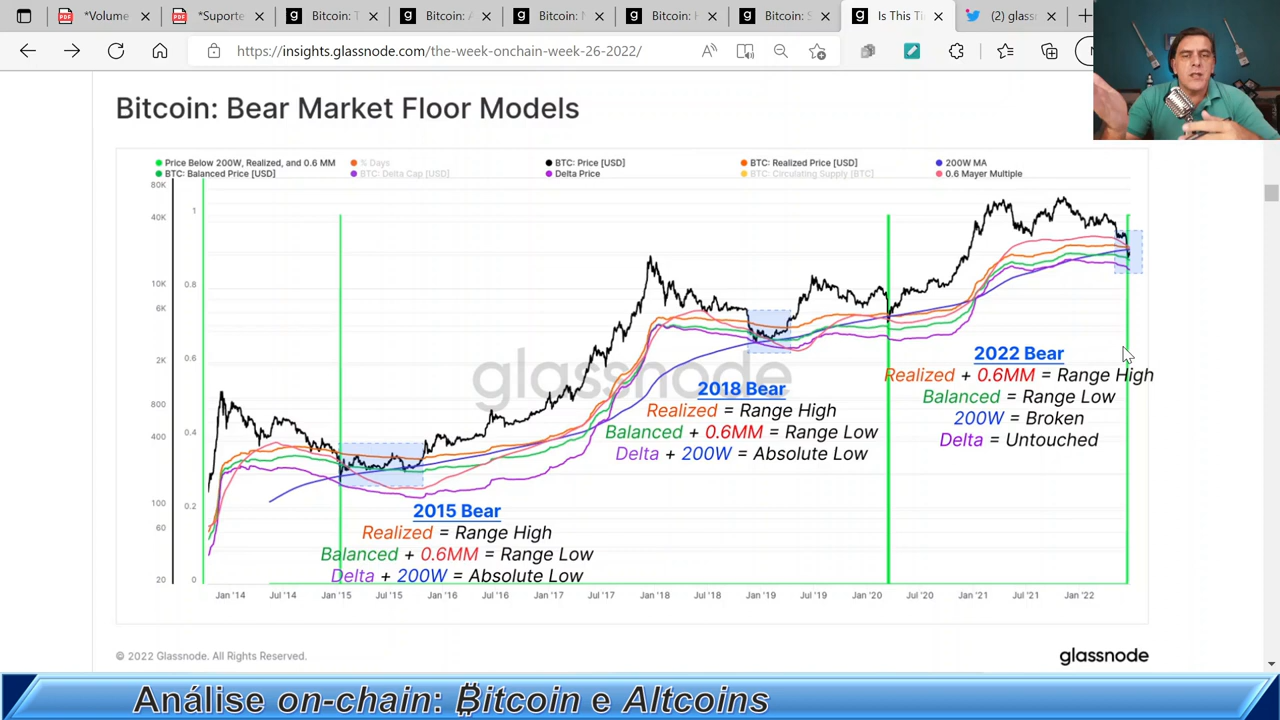 *Volume
*Suporte
Bitcoin: T
Bitcoin: A
Bitcoin: N
Bitcoin: H
Bitcoin: S
Is This Ti
(2) glass
https://insights.glassnode.com/the-week-onchain-week-26-2022/
Bitcoin: Bear Market Floor Models
Price Below 200W, Realized, and 0.6 MM
% Days
BTC: Price [USD]
BTC: Realized Price [USD]
200W MA
BTC: Balanced Price [USD]
BTC: Delta Cap [USD]
Delta Price
BTC: Circulating Supply [BTC]
0.6 Mayer Multiple
80K
40K
10K
6K
2K
800
400
100
60
20
1
0.8
0.6
0.4
0.2
0
glassnode
2022 Bear
Realized + 0.6MM = Range High
Balanced = Range Low
200W = Broken
Delta = Untouched
2018 Bear
Realized = Range High
Balanced + 0.6MM = Range Low
Delta + 200W = Absolute Low
2015 Bear
Realized = Range High
Balanced + 0.6MM = Range Low
Delta + 200W = Absolute Low
Jan '14 Jul '14 Jan '15 Jul '15 Jan '16 Jul '16 Jan '17 Jul '17 Jan '18 Jul '18 Jan '19 Jul '19 Jan '20 Jul '20 Jan '21 Jul '21 Jan '22
© 2022 Glassnode. All Rights Reserved.
glassnode
Análise on-chain: ₿itcoin e Altcoins